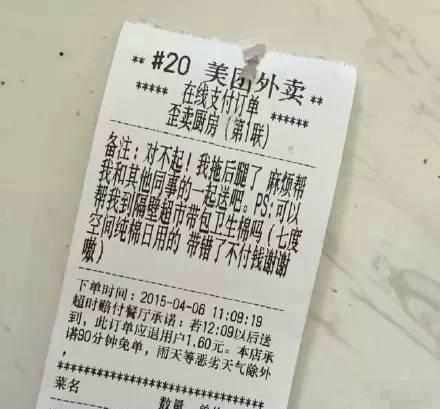 ** #20 美团外卖 **
***** 在线支付订单 ******
歪卖厨房（第1联）
备注：对不起！我拖后腿了 麻烦帮
我和其他同事的一起送吧。PS:可以
帮我到隔壁超市带包卫生棉吗（七度
空间纯棉日用的 带错了不付钱谢谢
嗷）
下单时间：2015-04-06 11:09:19
超时赔付餐厅承诺：若12:09以后送
到，此订单应退用户1.60元。本店承
诺90分钟免单，雨天等恶劣天气除外
，
******************************
菜名 数量